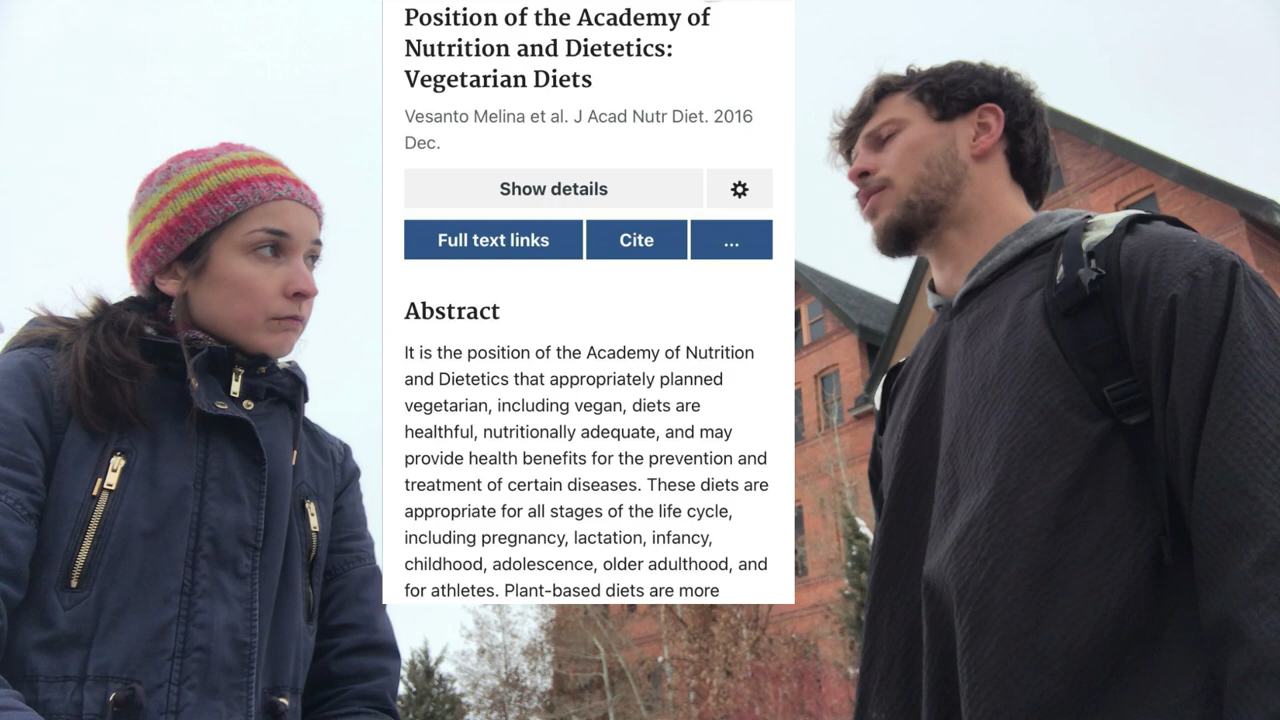 Position of the Academy of
Nutrition and Dietetics:
Vegetarian Diets
Vesanto Melina et al. J Acad Nutr Diet. 2016
Dec.
Show details
Full text links
Cite
...
Abstract
It is the position of the Academy of Nutrition
and Dietetics that appropriately planned
vegetarian, including vegan, diets are
healthful, nutritionally adequate, and may
provide health benefits for the prevention and
treatment of certain diseases. These diets are
appropriate for all stages of the life cycle,
including pregnancy, lactation, infancy,
childhood, adolescence, older adulthood, and
for athletes. Plant-based diets are more